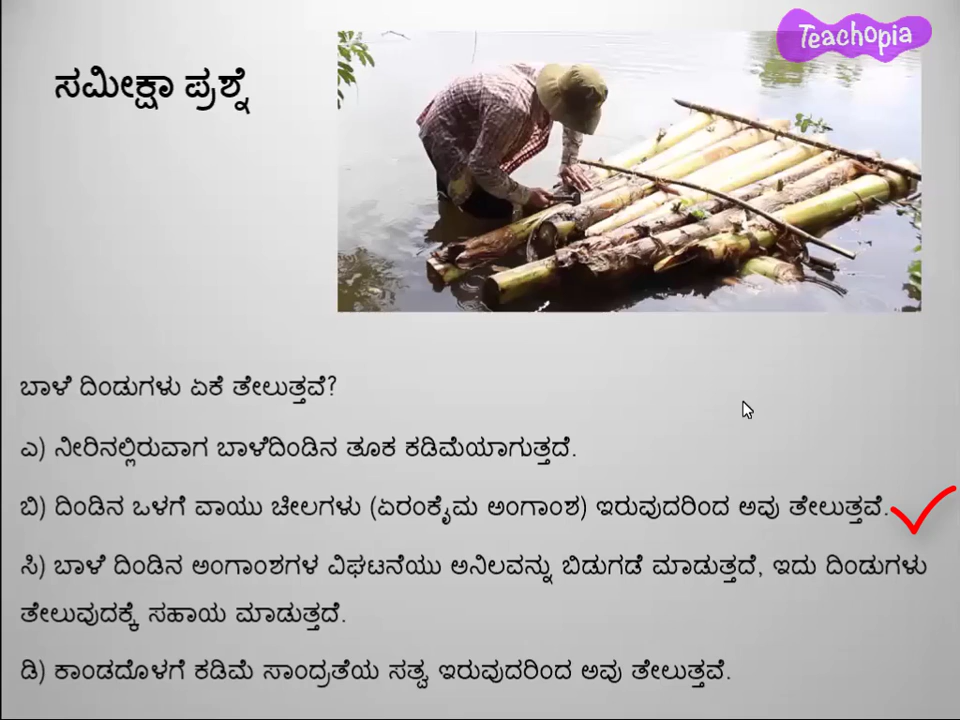 Teachopia
ಸಮೀಕ್ಷಾ ಪ್ರಶ್ನೆ
ಬಾಳೆ ದಿಂಡುಗಳು ಏಕೆ ತೇಲುತ್ತವೆ?
ಎ) ನೀರಿನಲ್ಲಿರುವಾಗ ಬಾಳೆದಿಂಡಿನ ತೂಕ ಕಡಿಮೆಯಾಗುತ್ತದೆ.
ಬಿ) ದಿಂಡಿನ ಒಳಗೆ ವಾಯು ಚೀಲಗಳು (ಏರಂಕೈಮ ಅಂಗಾಂಶ) ಇರುವುದರಿಂದ ಅವು ತೇಲುತ್ತವೆ.
ಸಿ) ಬಾಳೆ ದಿಂಡಿನ ಅಂಗಾಂಶಗಳ ವಿಘಟನೆಯು ಅನಿಲವನ್ನು ಬಿಡುಗಡೆ ಮಾಡುತ್ತದೆ, ಇದು ದಿಂಡುಗಳು
ತೇಲುವುದಕ್ಕೆ ಸಹಾಯ ಮಾಡುತ್ತದೆ.
ಡಿ) ಕಾಂಡದೊಳಗೆ ಕಡಿಮೆ ಸಾಂದ್ರತೆಯ ಸತ್ವ ಇರುವುದರಿಂದ ಅವು ತೇಲುತ್ತವೆ.